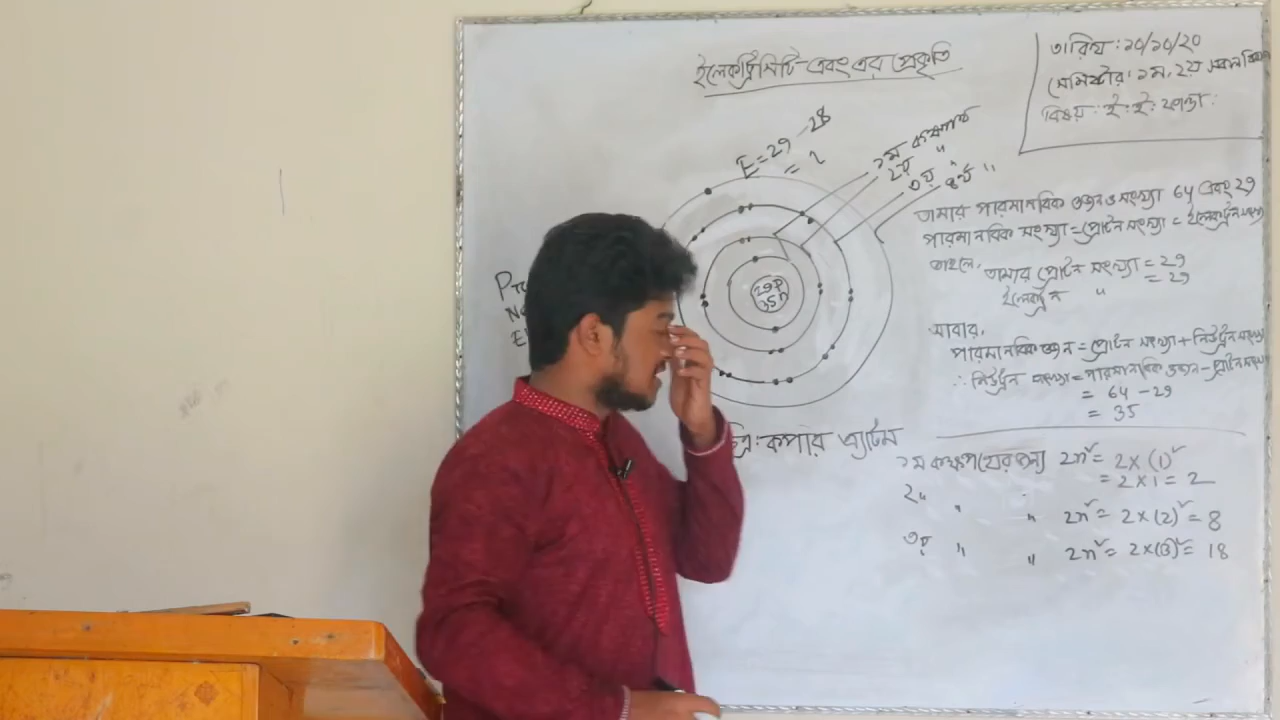 ইলেকট্রিসিটি এবং এর প্রকৃতি
তারিখ: ১০/১০/২০
সেমিষ্টার: ১ম, ২য়
বিষয়: ই: ই: ফান্ডা:
E = 29 - 28
= 1
১ম কক্ষপথ
২য় "
৩য় "
৪র্থ "
29P
35n
চিত্র: কপার এ্যাটম
তামার পারমানবিক ওজন ও সংখ্যা 64 এবং 29
পারমানবিক সংখ্যা = প্রোটন সংখ্যা = ইলেকট্রন সংখ্যা
তাহলে, তামার প্রোটন সংখ্যা = 29
ইলেকট্রন " = 29
আবার,
পারমানবিক ওজন = প্রোটন সংখ্যা + নিউট্রন সংখ্যা
∴ নিউট্রন সংখ্যা = পারমানবিক ওজন - প্রোটন সংখ্যা
= 64 - 29
= 35
১ম কক্ষপথের জন্য 2n² = 2 × (1)²
= 2 × 1 = 2
2য় " " 2n² = 2 × (2)² = 8
৩য় " " 2n² = 2 × (3)² = 18